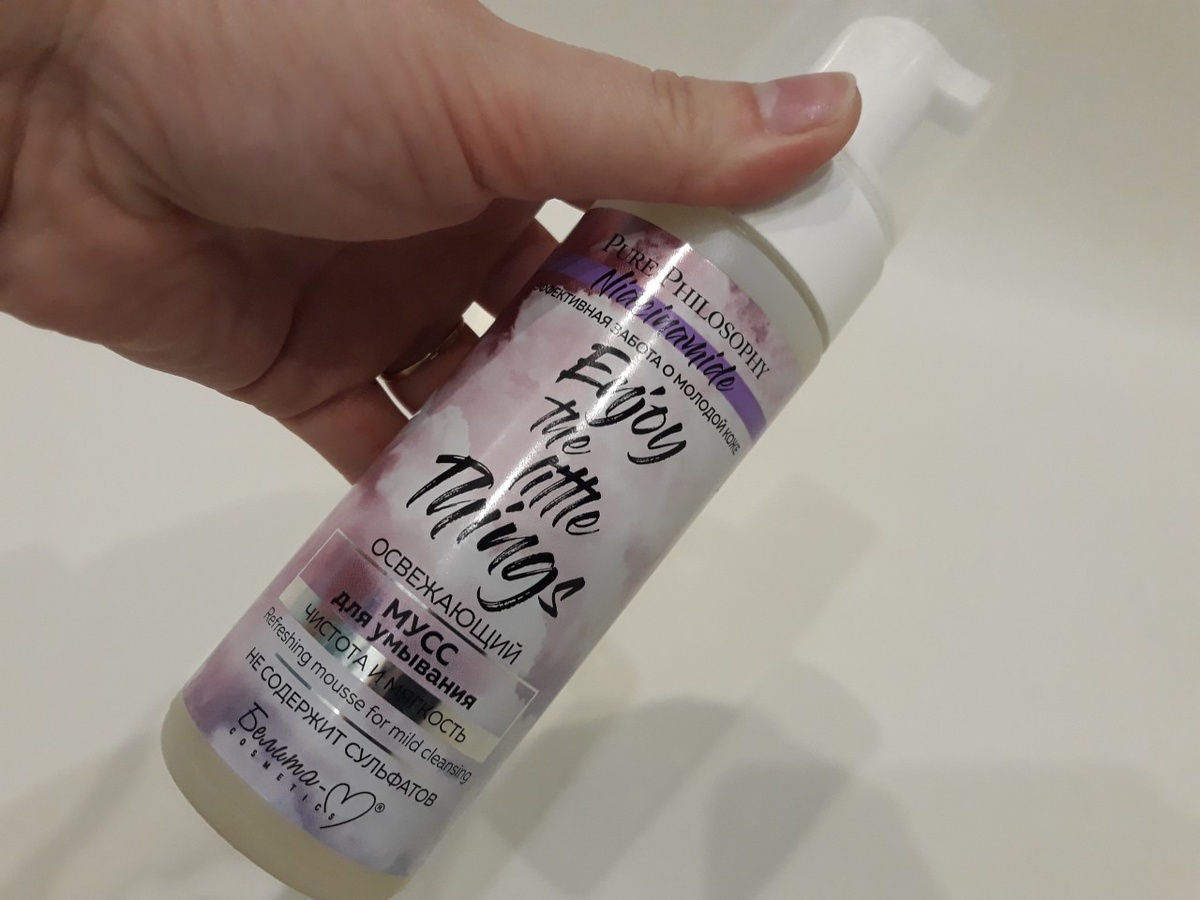 PURE PHILOSOPHY
Niacinamide
ЭФФЕКТИВНАЯ ЗАБОТА О МОЛОДОЙ КОЖЕ
Enjoy
the
little
Things
ОСВЕЖАЮЩИЙ
МУСС
для умывания
ЧИСТОТА И МЯГКОСТЬ
Refreshing mousse for mild cleansing
НЕ СОДЕРЖИТ СУЛЬФАТОВ
Белита-М®
COSMETICS